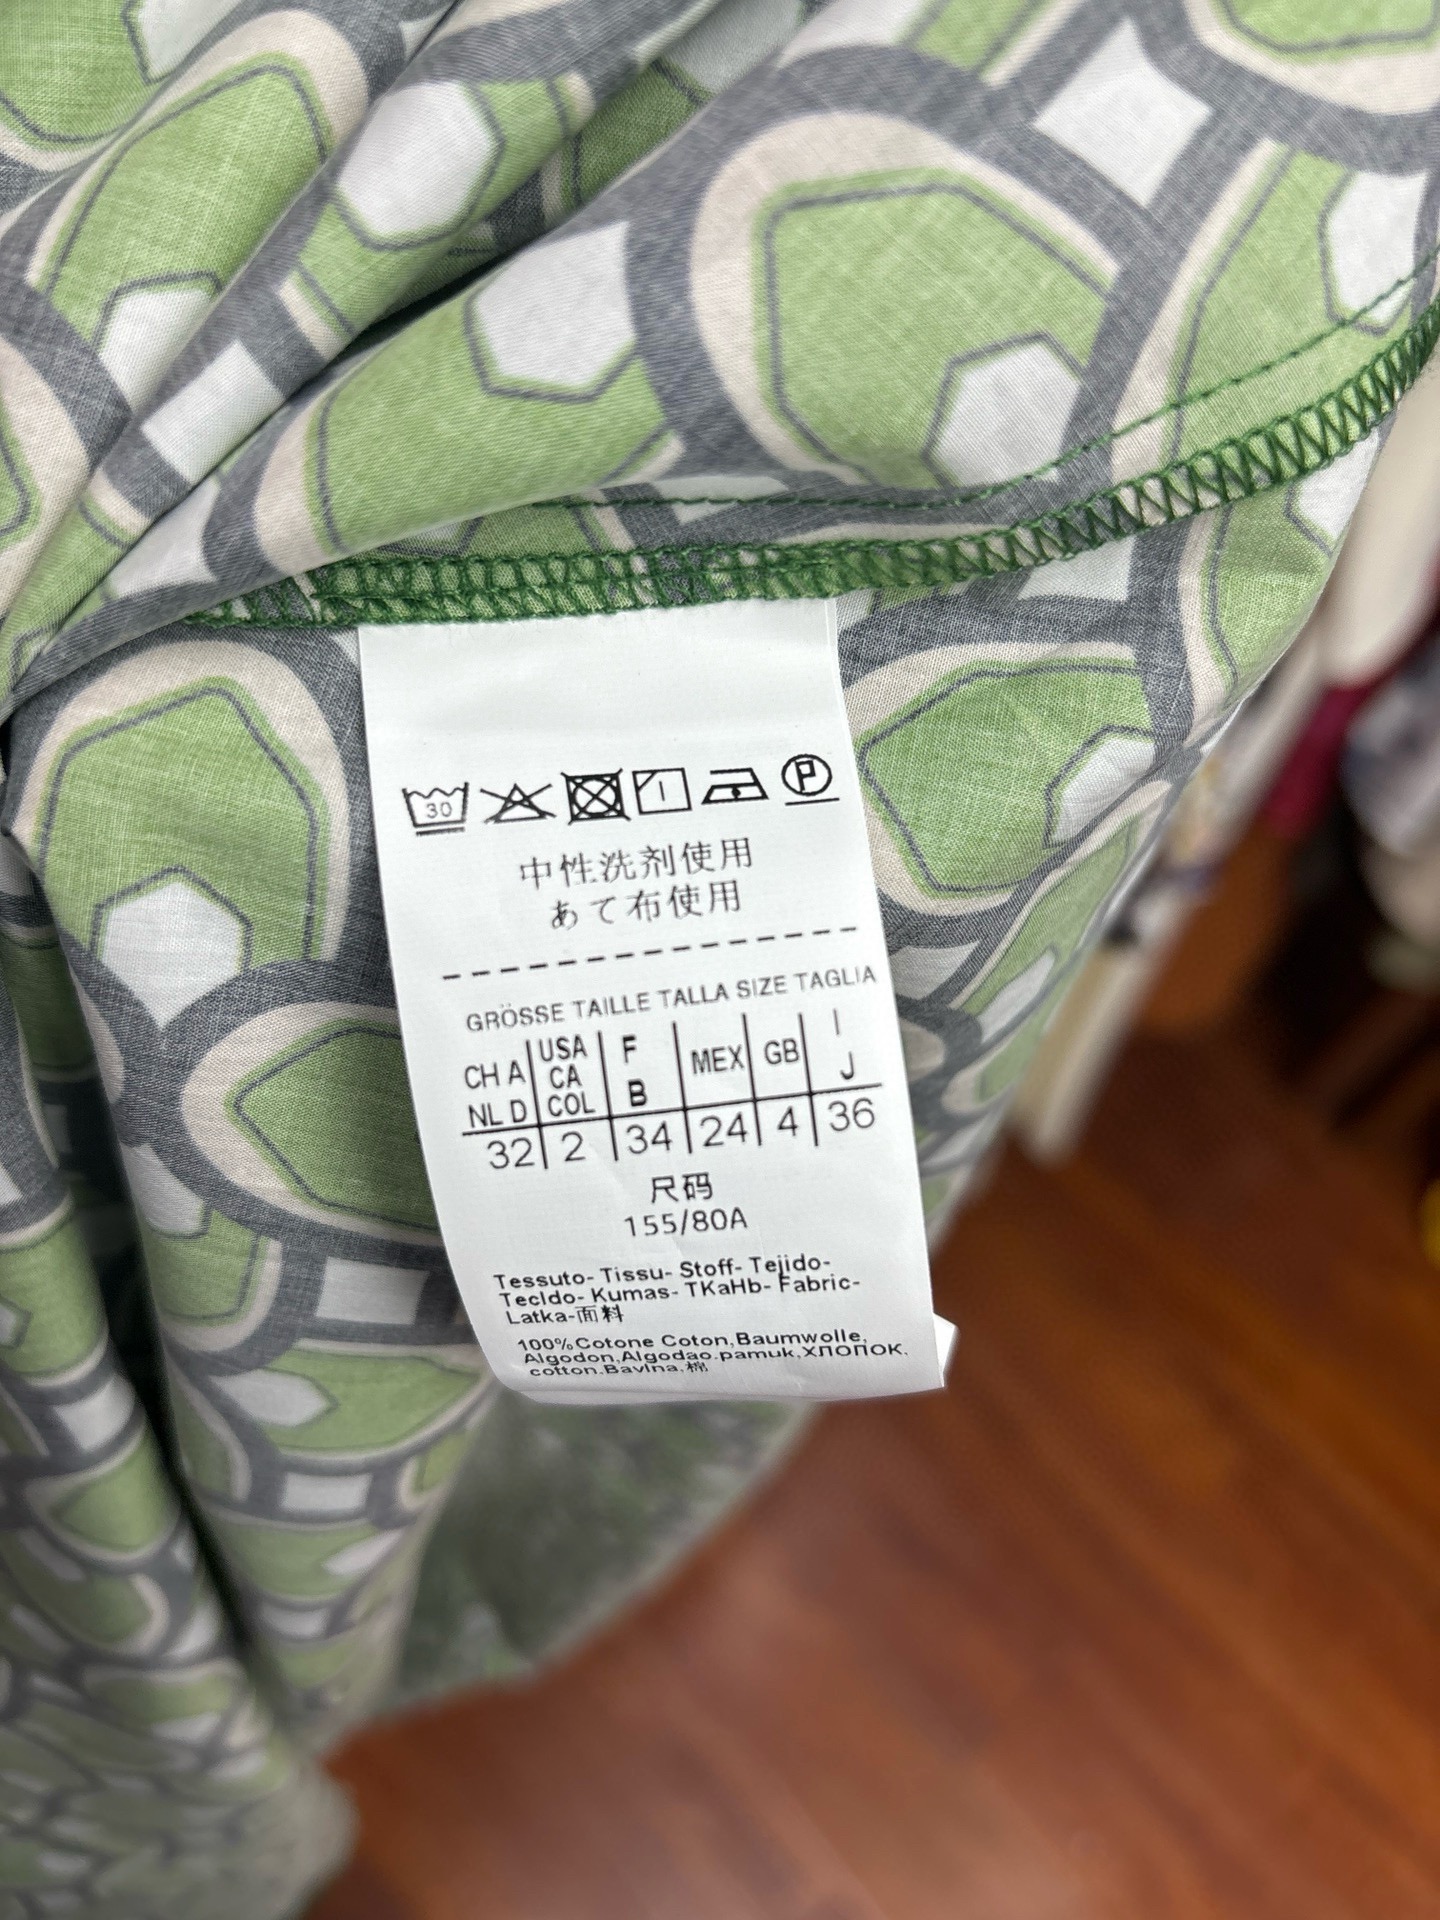 30 P
中性洗剤使用
あて布使用
GRÖSSE TAILLE TALLA SIZE TAGLIA
CH A NL D | USA CA COL | F B | MEX | GB | I J
32 | 2 | 34 | 24 | 4 | 36
尺码
155/80A
Tessuto- Tissu- Stoff- Tejido-
Tecldo- Kumas- TKaHb- Fabric-
Latka-面料
100%Cotone Coton,Baumwolle,
Algodon,Algodao.pamuk,ХЛОПОК,
cotton.Bavlna.棉